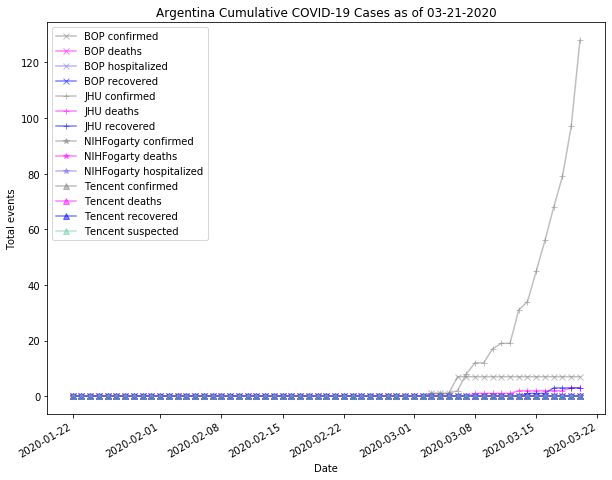 Argentina Cumulative COVID-19 Cases as of 03-21-2020
BOP confirmed
BOP deaths
BOP hospitalized
BOP recovered
JHU confirmed
JHU deaths
JHU recovered
NIHFogarty confirmed
NIHFogarty deaths
NIHFogarty hospitalized
Tencent confirmed
Tencent deaths
Tencent recovered
Tencent suspected
Total events
120
100
80
60
40
20
0
2020-01-22
2020-02-01
2020-02-08
2020-02-15
2020-02-22
2020-03-01
2020-03-08
2020-03-15
2020-03-22
Date